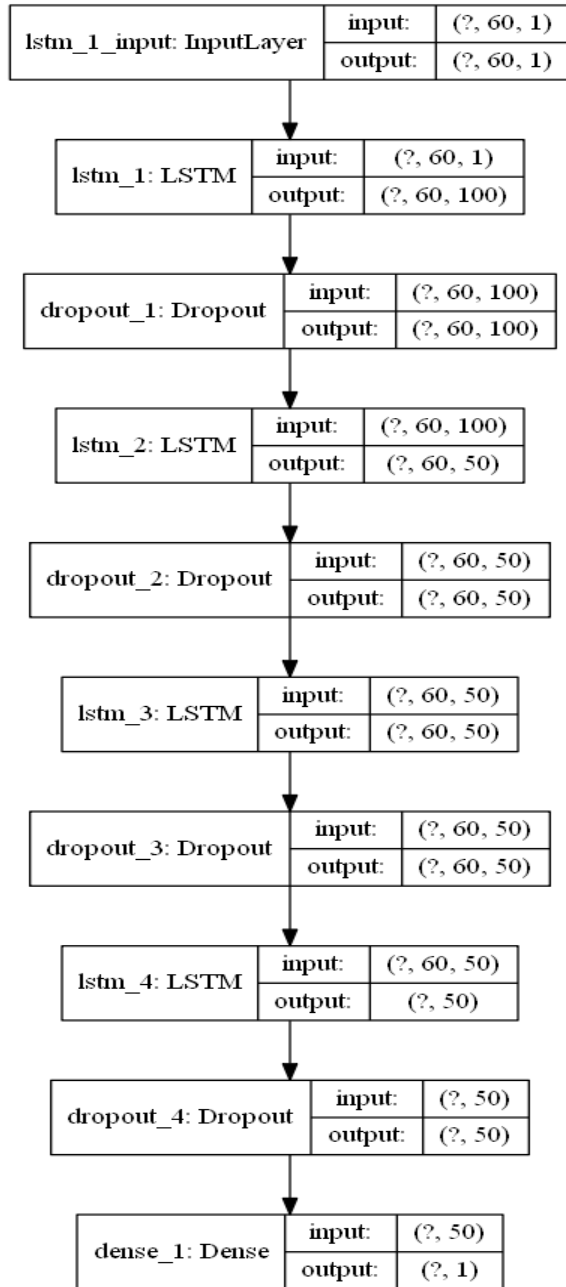 lstm_1_input: InputLayer input: (?, 60, 1)
output: (?, 60, 1)
lstm_1: LSTM input: (?, 60, 1)
output: (?, 60, 100)
dropout_1: Dropout input: (?, 60, 100)
output: (?, 60, 100)
lstm_2: LSTM input: (?, 60, 100)
output: (?, 60, 50)
dropout_2: Dropout input: (?, 60, 50)
output: (?, 60, 50)
lstm_3: LSTM input: (?, 60, 50)
output: (?, 60, 50)
dropout_3: Dropout input: (?, 60, 50)
output: (?, 60, 50)
lstm_4: LSTM input: (?, 60, 50)
output: (?, 50)
dropout_4: Dropout input: (?, 50)
output: (?, 50)
dense_1: Dense input: (?, 50)
output: (?, 1)